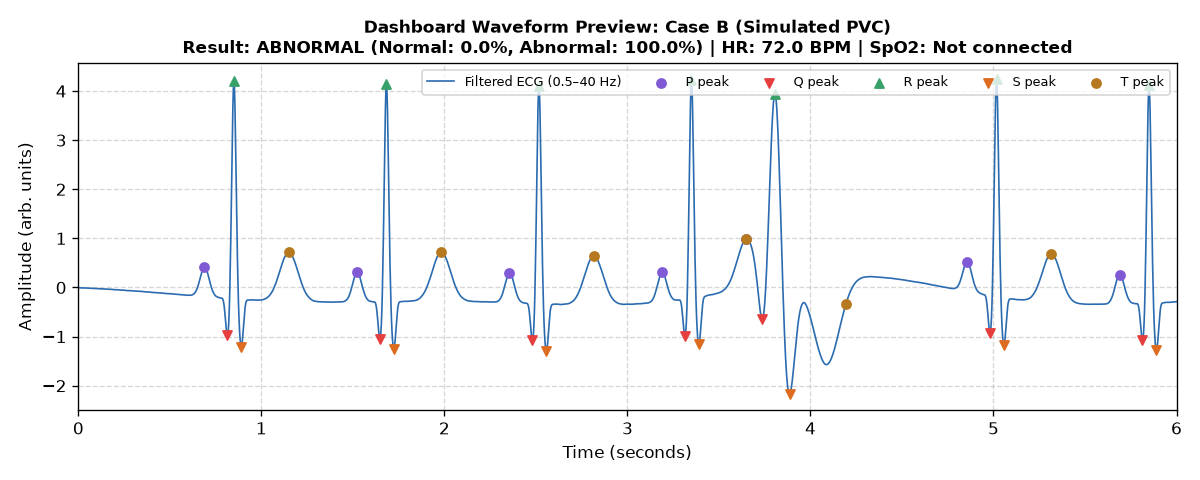 Dashboard Waveform Preview: Case B (Simulated PVC)
Result: ABNORMAL (Normal: 0.0%, Abnormal: 100.0%) | HR: 72.0 BPM | SpO2: Not connected
Filtered ECG (0.5–40 Hz) P peak Q peak R peak S peak T peak
Amplitude (arb. units)
4
3
2
1
0
−1
−2
0 1 2 3 4 5 6
Time (seconds)